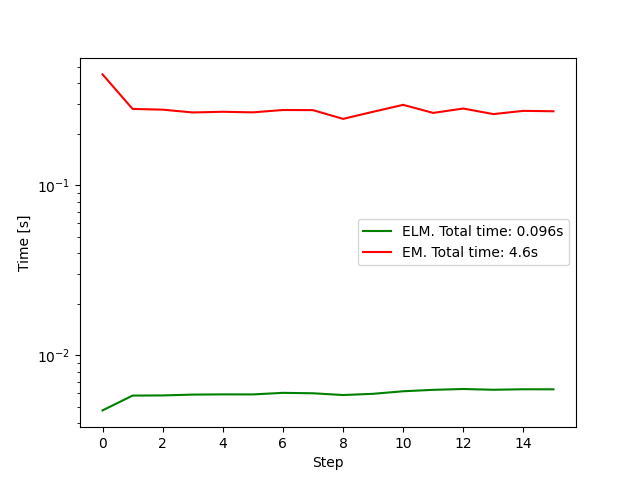 Time [s]
10⁻¹
10⁻²
ELM. Total time: 0.096s
EM. Total time: 4.6s
0 2 4 6 8 10 12 14
Step